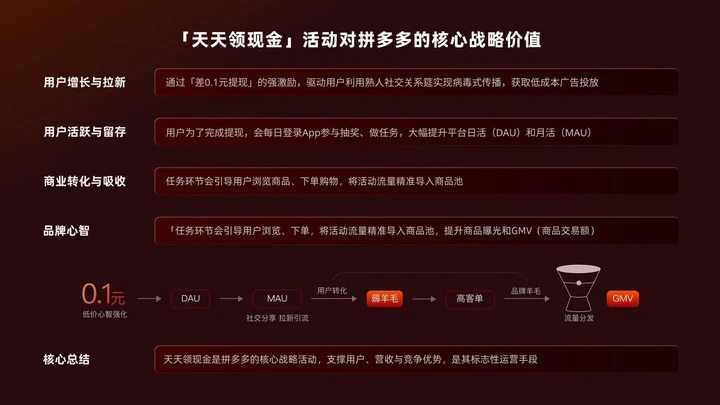 「天天领现金」活动对拼多多的核心战略价值
用户增长与拉新
通过「差0.1元提现」的强激励，驱动用户利用熟人社交关系筵实现病毒式传播，获取低成本广告投放
用户活跃与留存
用户为了完成提现，会每日登录App参与抽奖、做任务，大幅提升平台日活（DAU）和月活（MAU）
商业转化与吸收
任务环节会引导用户浏览商品、下单购物，将活动流量精准导入商品池
品牌心智
「任务环节会引导用户浏览、下单，将活动流量精准导入商品池，提升商品曝光和GMV（商品交易额）
0.1元
低价心智强化
DAU
MAU
社交分享 拉新引流
用户转化
薅羊毛
高客单
品牌羊毛
流量分发
GMV
核心总结
天天领现金是拼多多的核心战略活动，支撑用户、营收与竞争优势，是其标志性运营手段